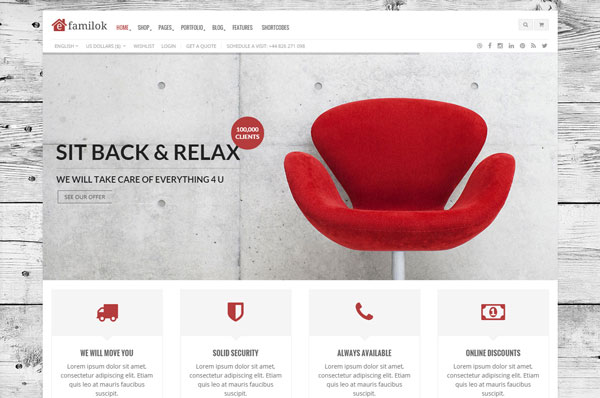 e familok
HOME SHOP PAGES PORTFOLIO BLOG FEATURES SHORTCODES
ENGLISH US DOLLARS ($) WISHLIST LOGIN GET A QUOTE SCHEDULE A VISIT: +44 825 271 098
100,000
CLIENTS
SIT BACK & RELAX
WE WILL TAKE CARE OF EVERYTHING 4 U
SEE OUR OFFER
WE WILL MOVE YOU
Lorem ipsum dolor sit amet,
consectetur adipiscing elit. Etiam
quis leo at mauris faucibus
suscipit.
SOLID SECURITY
Lorem ipsum dolor sit amet,
consectetur adipiscing elit. Etiam
quis leo at mauris faucibus
suscipit.
ALWAYS AVAILABLE
Lorem ipsum dolor sit amet,
consectetur adipiscing elit. Etiam
quis leo at mauris faucibus
suscipit.
1
ONLINE DISCOUNTS
Lorem ipsum dolor sit amet,
consectetur adipiscing elit. Etiam
quis leo at mauris faucibus
suscipit.